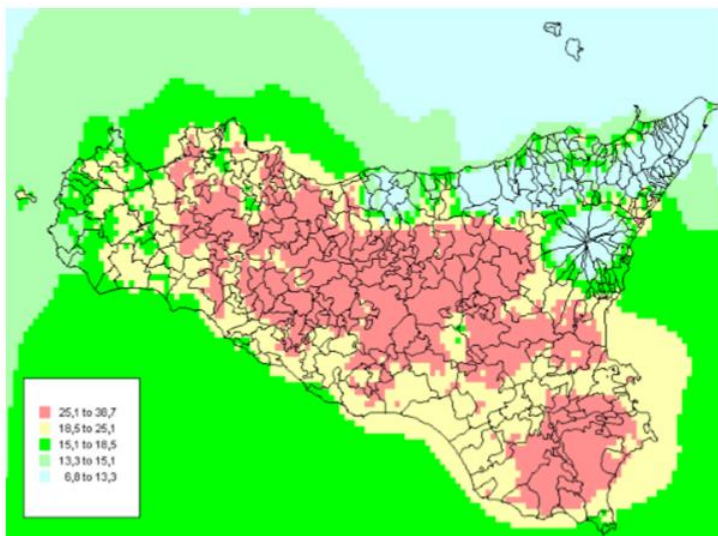 25,1 to 38,7
18,5 to 25,1
15,1 to 18,5
13,3 to 15,1
6,8 to 13,3